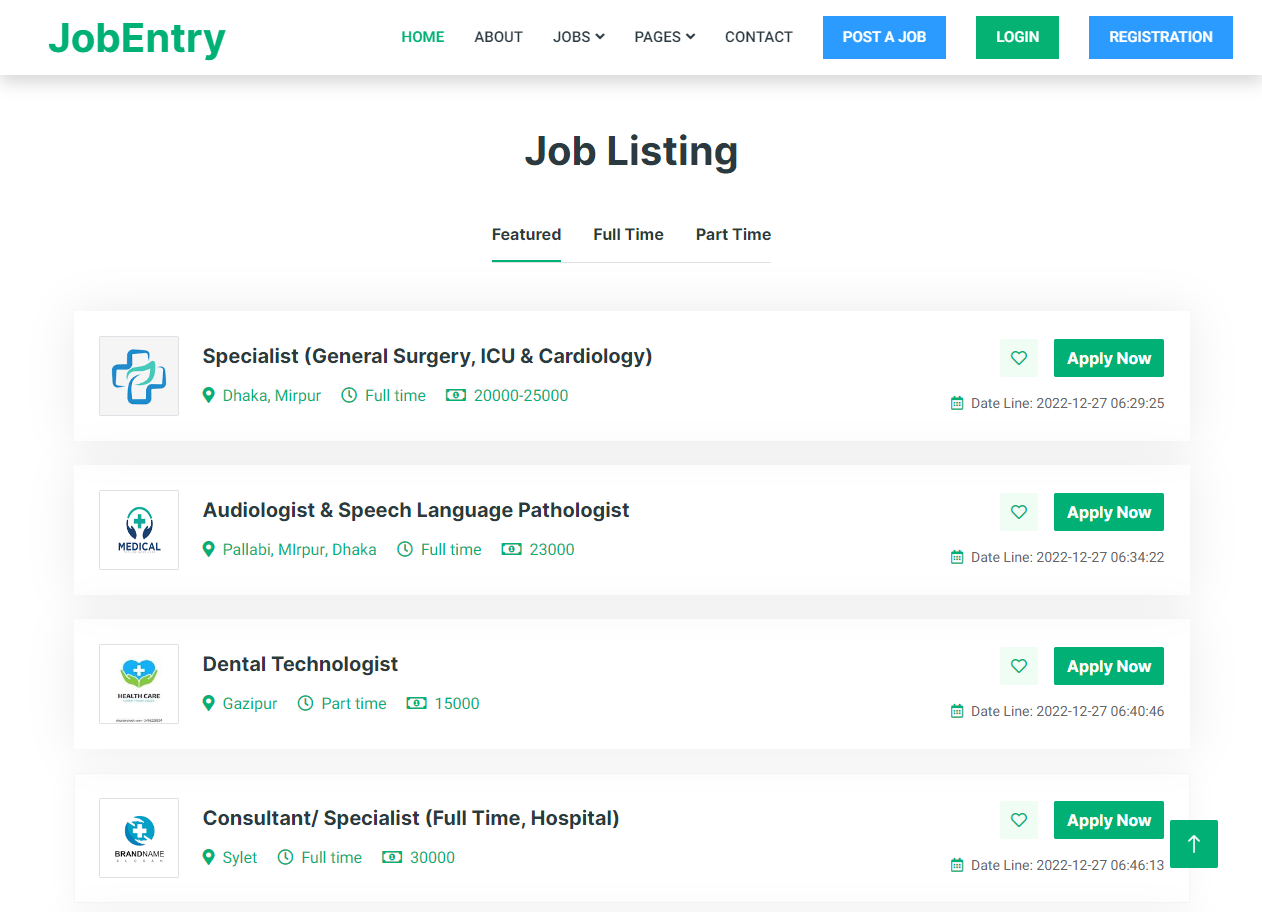 JobEntry
HOME ABOUT JOBS PAGES CONTACT POST A JOB LOGIN REGISTRATION
Job Listing
Featured Full Time Part Time
Specialist (General Surgery, ICU & Cardiology)
Apply Now
Dhaka, Mirpur Full time 20000-25000
Date Line: 2022-12-27 06:29:25
MEDICAL
Audiologist & Speech Language Pathologist
Apply Now
Pallabi, MIrpur, Dhaka Full time 23000
Date Line: 2022-12-27 06:34:22
HEALTH CARE
Dental Technologist
Apply Now
Gazipur Part time 15000
Date Line: 2022-12-27 06:40:46
BRANDNAME
SLOGAN
Consultant/ Specialist (Full Time, Hospital)
Apply Now
Sylet Full time 30000
Date Line: 2022-12-27 06:46:13